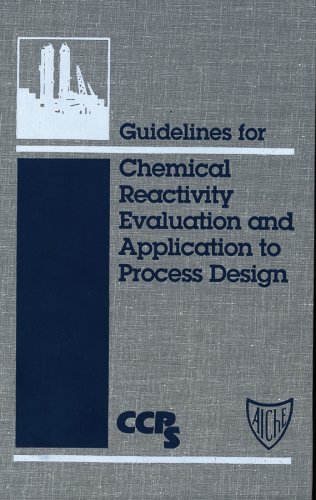 Guidelines for
Chemical
Reactivity
Evaluation and
Application to
Process Design
CCPS
AIChE